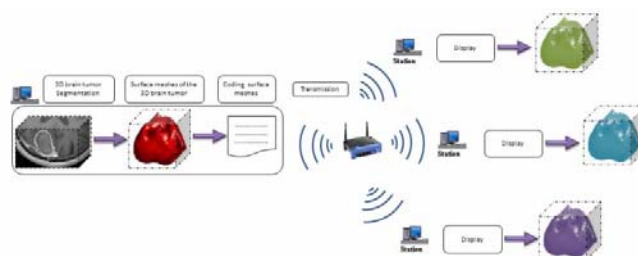 3D brain tumor
Segmentation
Surface meshes of the
3D brain tumor
Coding surface
meshes
Transmission
Station
Display
Station
Display
Station
Display